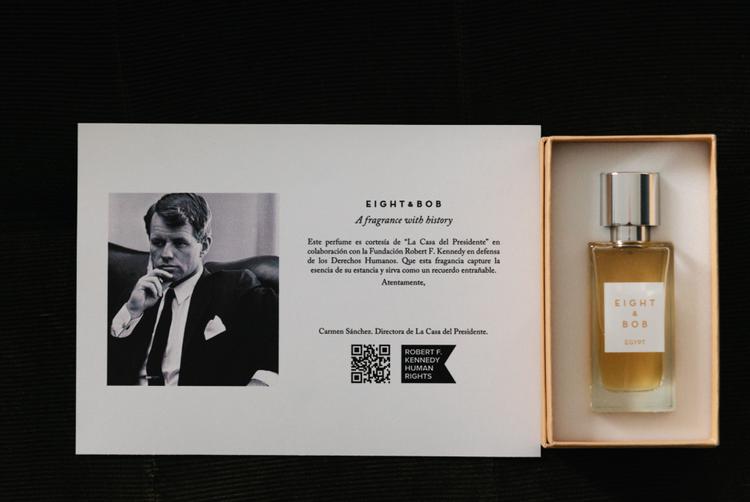 EIGHT & BOB
A fragrance with history
Este perfume es cortesía de “La Casa del Presidente” en
colaboración con la Fundación Robert F. Kennedy en defensa
de los Derechos Humanos. Que esta fragancia capture la
esencia de su estancia y sirva como un recuerdo entrañable.
Atentamente,
Carmen Sánchez. Directora de La Casa del Presidente.
ROBERT F.
KENNEDY
HUMAN
RIGHTS
EIGHT
&
BOB
EGYPT